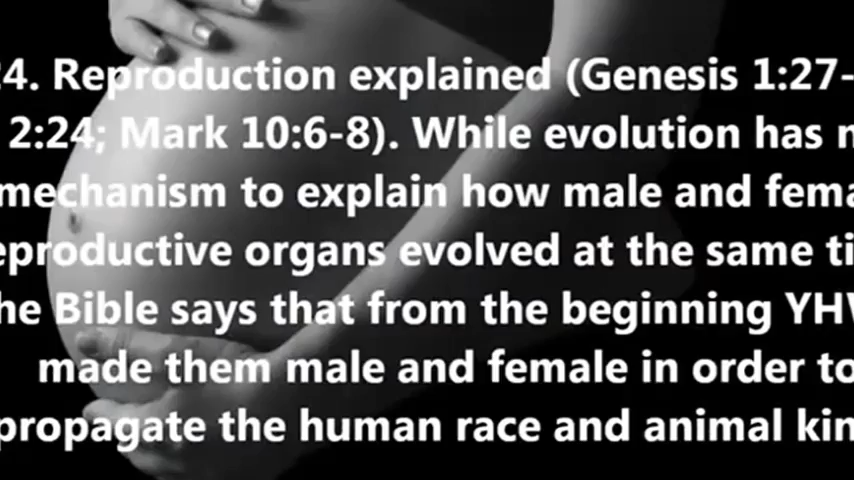 24. Reproduction explained (Genesis 1:27-
2:24; Mark 10:6-8). While evolution has
mechanism to explain how male and
reproductive organs evolved at the same
the Bible says that from the beginning
made them male and female in order to
propagate the human race and animal